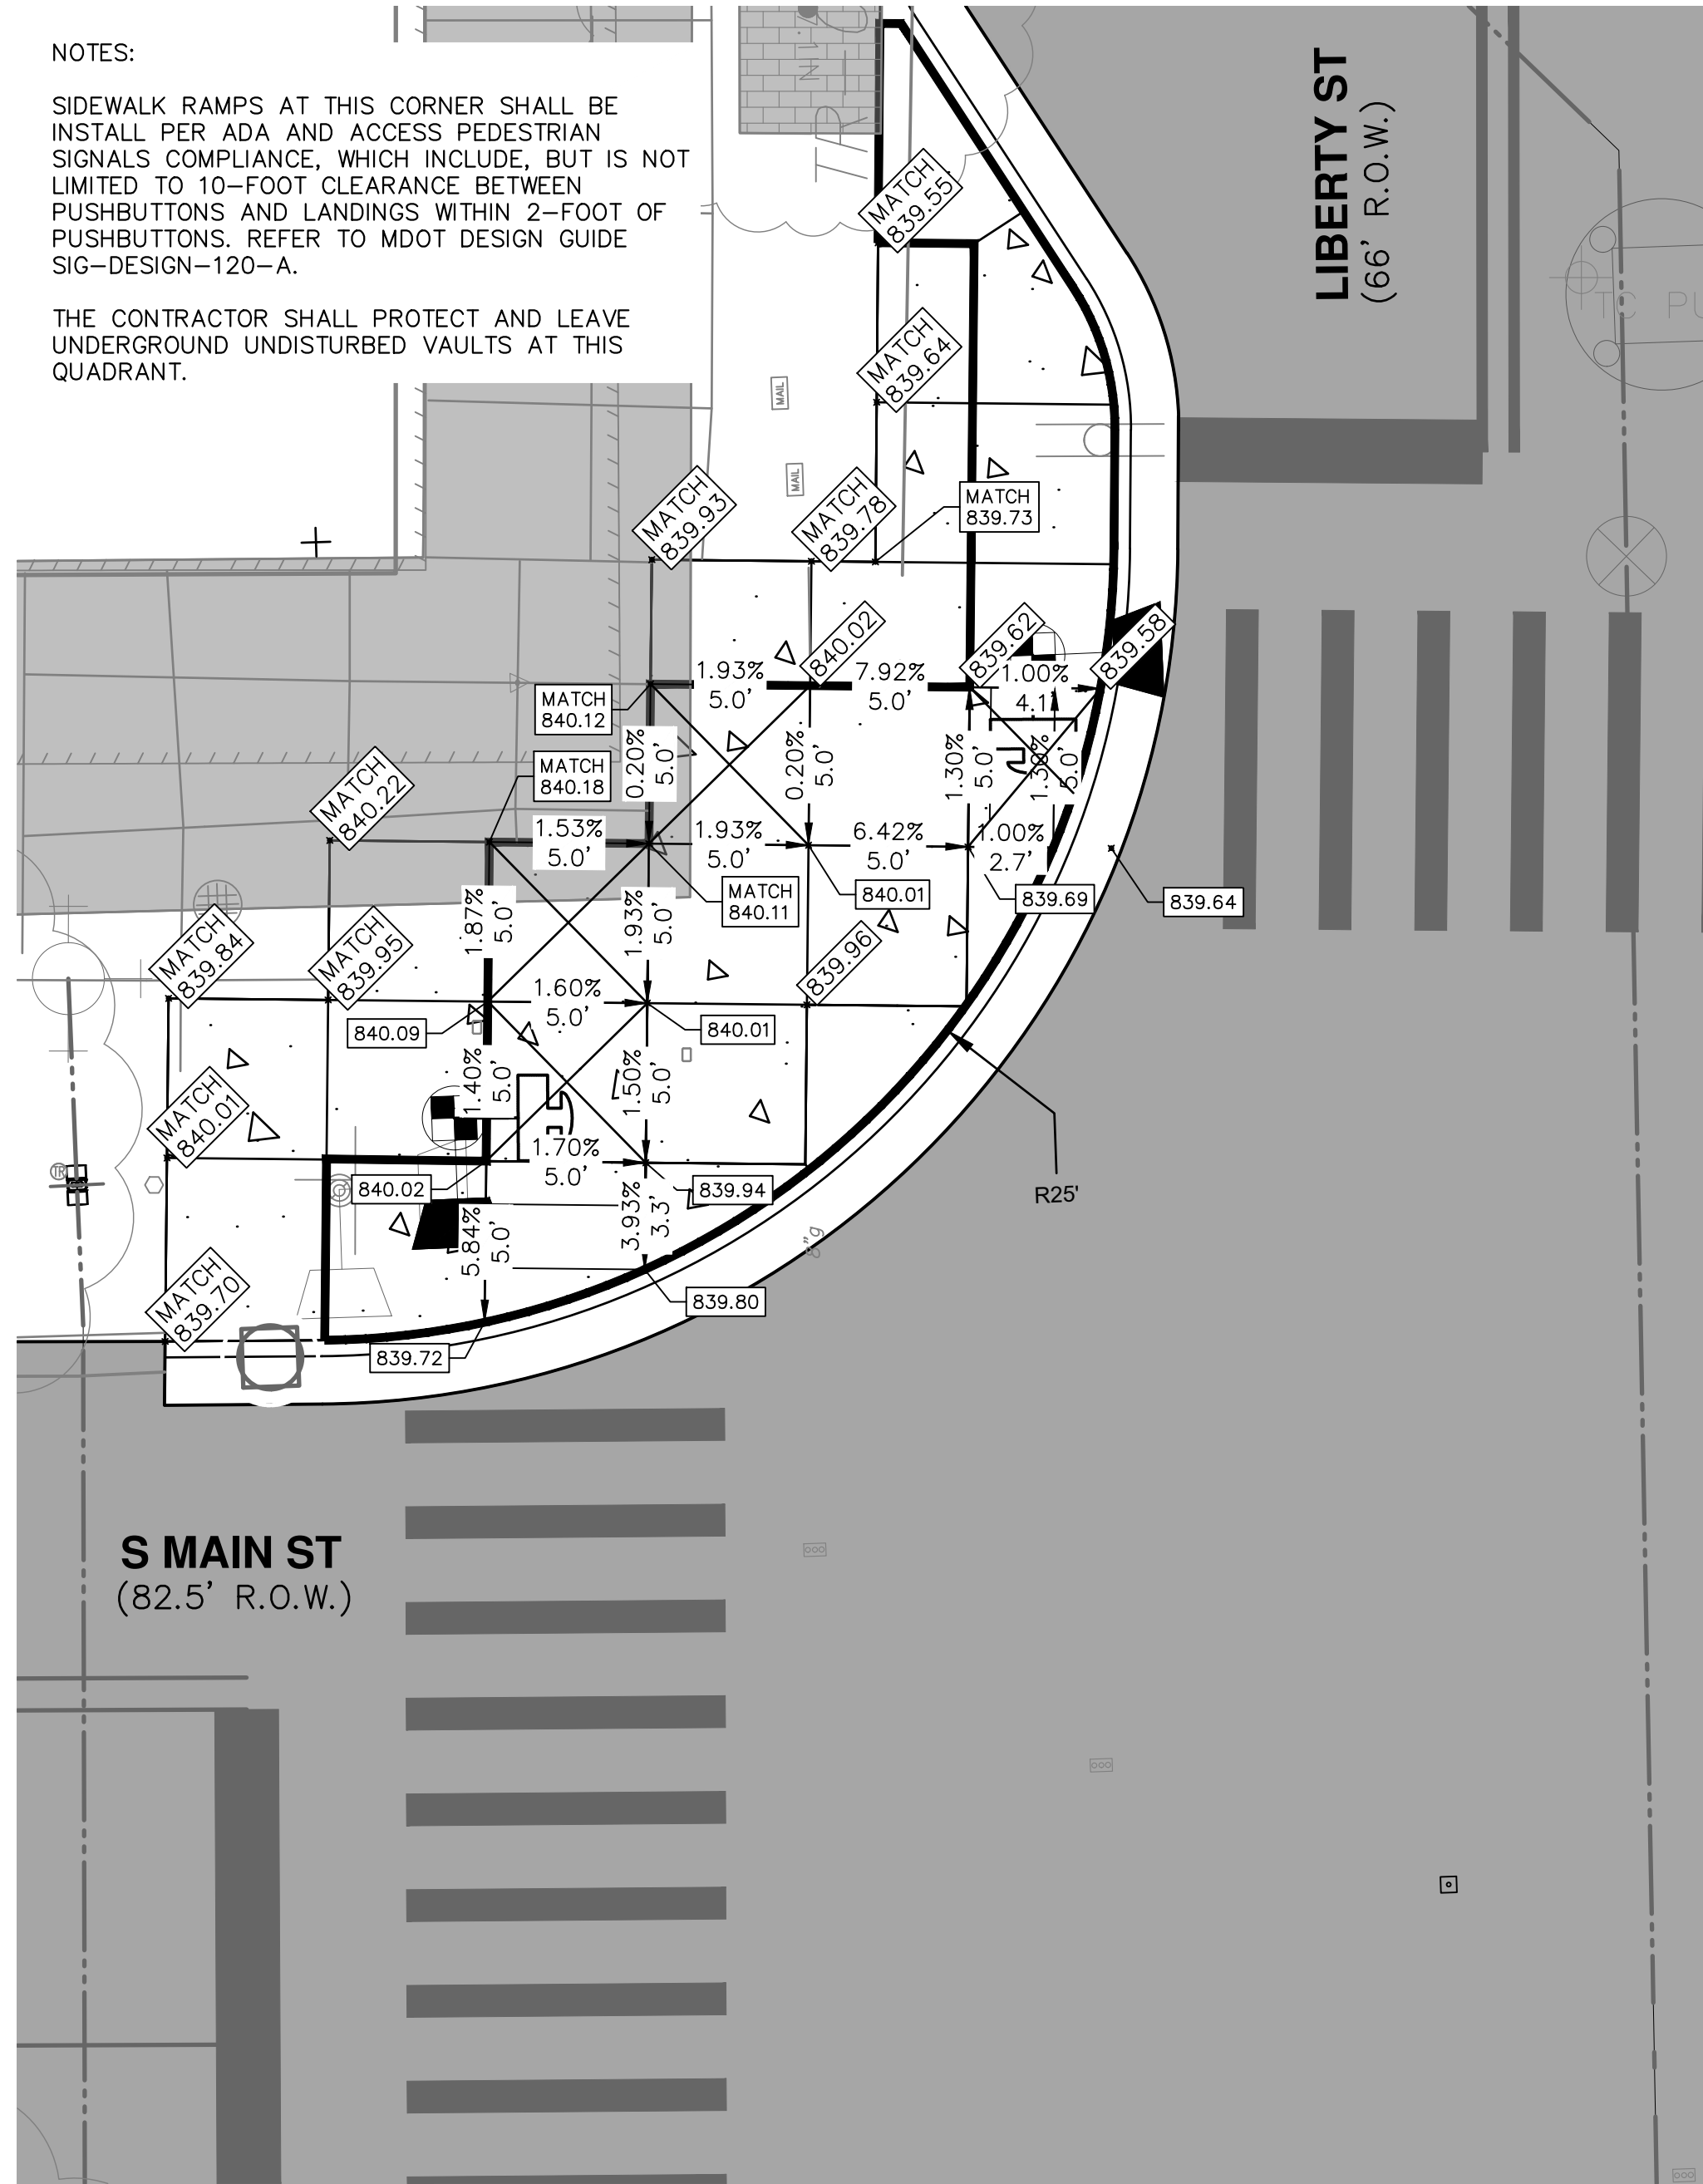 NOTES:
SIDEWALK RAMPS AT THIS CORNER SHALL BE
INSTALL PER ADA AND ACCESS PEDESTRIAN
SIGNALS COMPLIANCE, WHICH INCLUDE, BUT IS NOT
LIMITED TO 10-FOOT CLEARANCE BETWEEN
PUSHBUTTONS AND LANDINGS WITHIN 2-FOOT OF
PUSHBUTTONS. REFER TO MDOT DESIGN GUIDE
SIG-DESIGN-120-A.
THE CONTRACTOR SHALL PROTECT AND LEAVE
UNDERGROUND UNDISTURBED VAULTS AT THIS
QUADRANT.
LIBERTY ST
(66' R.O.W.)
MATCH
839.55
MATCH
839.64
MAIL
MAIL
MATCH
839.93
MATCH
839.78
MATCH
839.73
840.02
839.62
839.58
1.93%
5.0'
7.92%
5.0'
1.00%
4.1'
MATCH
840.12
MATCH
840.18
0.20%
5.0'
0.20%
5.0'
1.30%
5.0'
1.30%
5.0'
MATCH
840.22
1.53%
5.0'
1.93%
5.0'
6.42%
5.0'
1.00%
2.7'
MATCH
840.11
840.01
839.69
839.64
1.87%
5.0'
1.93%
5.0'
MATCH
839.84
MATCH
839.95
839.96
1.60%
5.0'
840.09
840.01
1.40%
5.0'
1.50%
5.0'
MATCH
840.01
TR
1.70%
5.0'
840.02
839.94
R25'
5.84%
5.0'
3.93%
3.3'
MATCH
839.70
839.80
839.72
S MAIN ST
(82.5' R.O.W.)